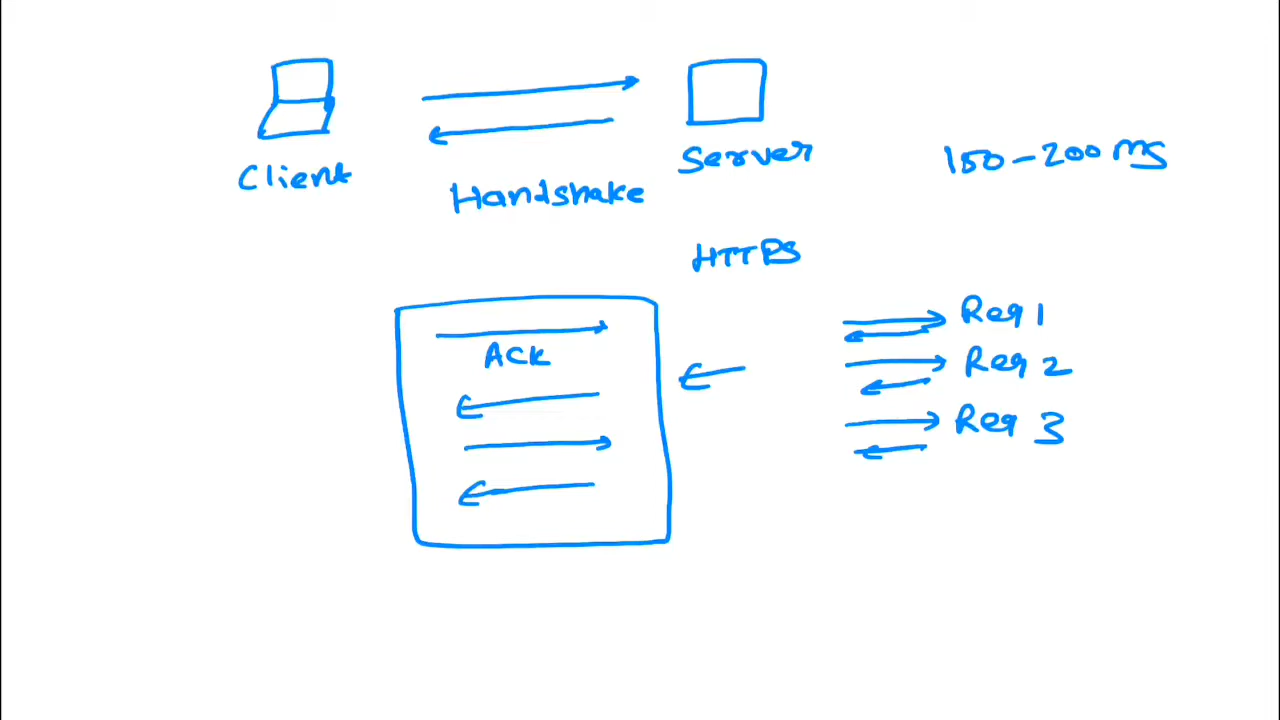 Client
Handshake
Server
150-200 ms
HTTPS
ACK
Req 1
Req 2
Req 3